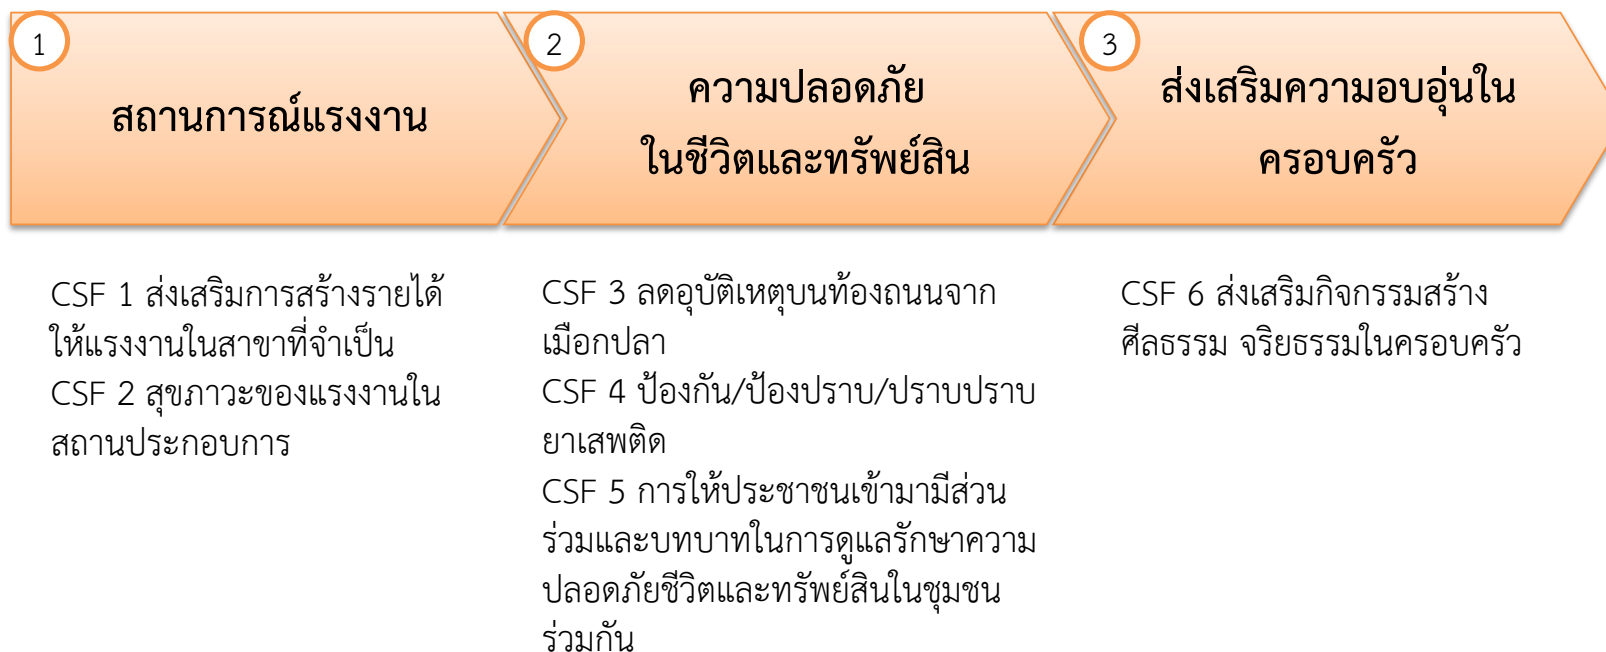 1
สถานการณ์แรงงาน
2
ความปลอดภัย
ในชีวิตและทรัพย์สิน
3
ส่งเสริมความอบอุ่นใน
ครอบครัว
CSF 1 ส่งเสริมการสร้างรายได้
ให้แรงงานในสาขาที่จำเป็น
CSF 2 สุขภาวะของแรงงานใน
สถานประกอบการ
CSF 3 ลดอุบัติเหตุบนท้องถนนจาก
เมือกปลา
CSF 4 ป้องกัน/ป้องปราบ/ปราบปราบ
ยาเสพติด
CSF 5 การให้ประชาชนเข้ามามีส่วน
ร่วมและบทบาทในการดูแลรักษาความ
ปลอดภัยชีวิตและทรัพย์สินในชุมชน
ร่วมกัน
CSF 6 ส่งเสริมกิจกรรมสร้าง
ศีลธรรม จริยธรรมในครอบครัว